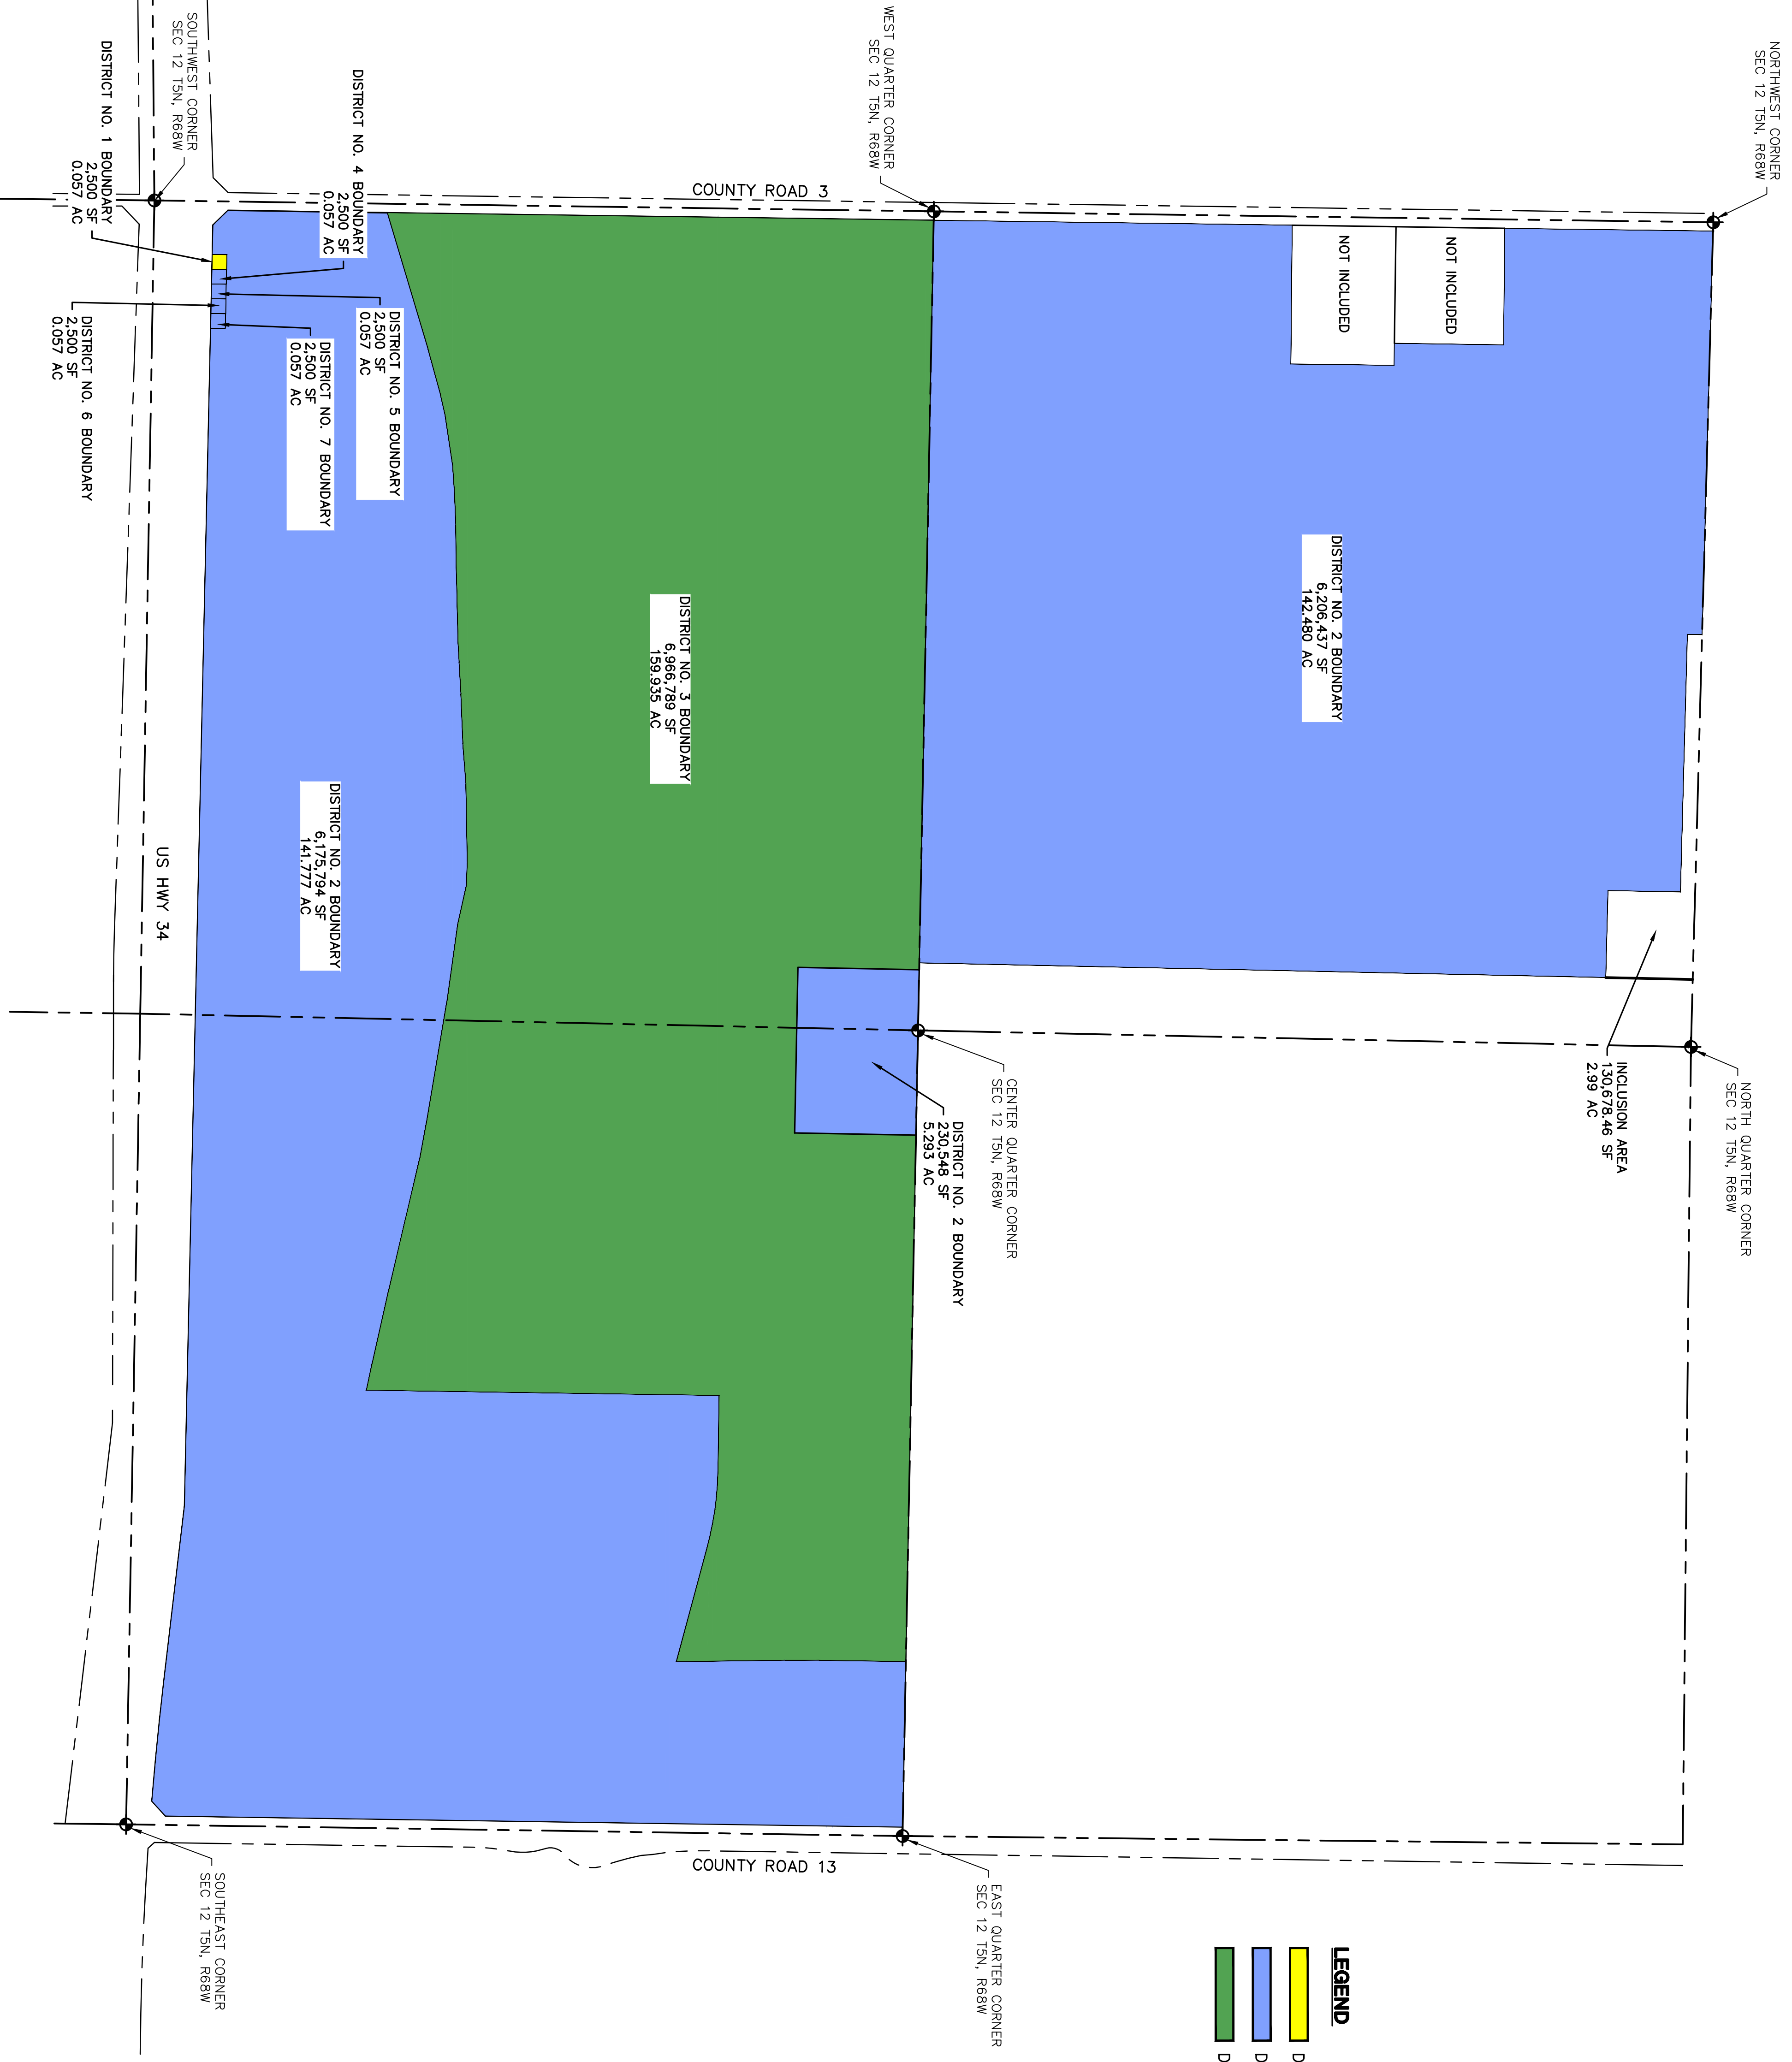 NORTHWEST CORNER
SEC 12 T5N, R68W
WEST QUARTER CORNER
SEC 12 T5N, R68W
SOUTHWEST CORNER
SEC 12 T5N, R68W
NORTH QUARTER CORNER
SEC 12 T5N, R68W
CENTER QUARTER CORNER
SEC 12 T5N, R68W
EAST QUARTER CORNER
SEC 12 T5N, R68W
SOUTHEAST CORNER
SEC 12 T5N, R68W
COUNTY ROAD 3
COUNTY ROAD 13
US HWY 34
NOT INCLUDED
NOT INCLUDED
DISTRICT NO. 2 BOUNDARY
6,206,437 SF
142.480 AC
INCLUSION AREA
130,678.46 SF
2.99 AC
DISTRICT NO. 2 BOUNDARY
230,548 SF
5.293 AC
DISTRICT NO. 3 BOUNDARY
6,966,789 SF
159.935 AC
DISTRICT NO. 2 BOUNDARY
6,175,794 SF
141.777 AC
DISTRICT NO. 4 BOUNDARY
2,500 SF
0.057 AC
DISTRICT NO. 5 BOUNDARY
2,500 SF
0.057 AC
DISTRICT NO. 7 BOUNDARY
2,500 SF
0.057 AC
DISTRICT NO. 1 BOUNDARY
2,500 SF
0.057 AC
DISTRICT NO. 6 BOUNDARY
2,500 SF
0.057 AC
LEGEND
D
D
D